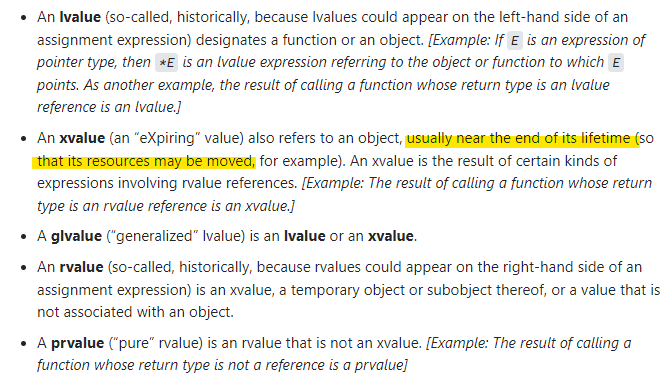 • An lvalue (so-called, historically, because lvalues could appear on the left-hand side of an
assignment expression) designates a function or an object. [Example: If E is an expression of
pointer type, then *E is an lvalue expression referring to the object or function to which E
points. As another example, the result of calling a function whose return type is an lvalue
reference is an lvalue.]
• An xvalue (an “eXpiring” value) also refers to an object, usually near the end of its lifetime (so
that its resources may be moved, for example). An xvalue is the result of certain kinds of
expressions involving rvalue references. [Example: The result of calling a function whose return
type is an rvalue reference is an xvalue.]
• A glvalue (“generalized” lvalue) is an lvalue or an xvalue.
• An rvalue (so-called, historically, because rvalues could appear on the right-hand side of an
assignment expression) is an xvalue, a temporary object or subobject thereof, or a value that is
not associated with an object.
• A prvalue (“pure” rvalue) is an rvalue that is not an xvalue. [Example: The result of calling a
function whose return type is not a reference is a prvalue]